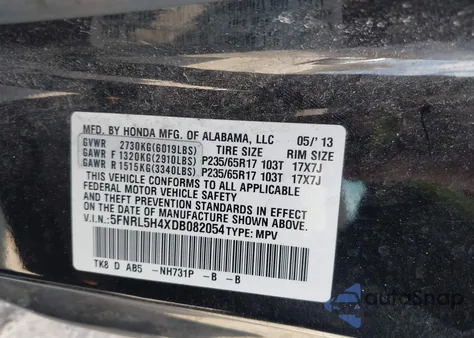 MFD. BY HONDA MFG. OF ALABAMA, LLC 05/'13
GVWR 2730KG(6019LBS) TIRE SIZE RIM SIZE
GAWR F 1320KG(2910LBS) P235/65R17 103T 17X7J
GAWR R 1515KG(3340LBS) P235/65R17 103T 17X7J
THIS VEHICLE CONFORMS TO ALL APPLICABLE
FEDERAL MOTOR VEHICLE SAFETY, BUMPER,
AND THEFT PREVENTION STANDARDS IN EFFECT
ON THE DATE OF MANUFACTURE SHOWN ABOVE.
V.I.N.: 5FNRL5H4XDB082054 TYPE: MPV
TK8 D AB5 -NH731P -B -B
autoSnap